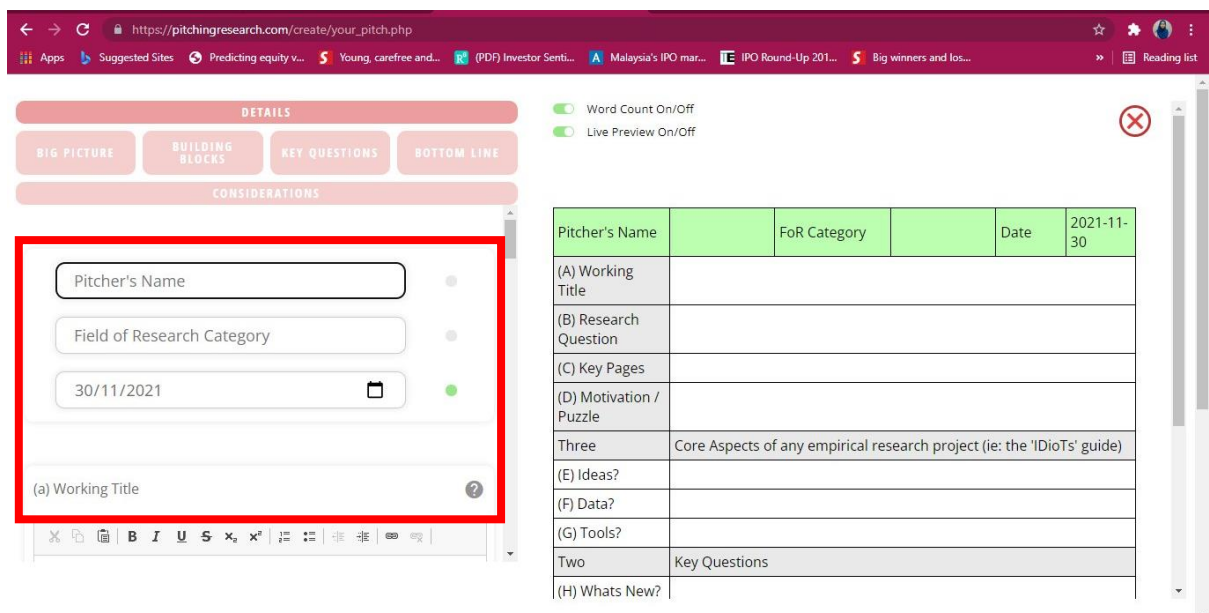 https://pitchingresearch.com/create/your_pitch.php
Apps Suggested Sites Predicting equity v... Young, carefree and... (PDF) Investor Senti... Malaysia's IPO mar... IPO Round-Up 201... Big winners and los... » Reading list
DETAILS
BIG PICTURE
BUILDING
BLOCKS
KEY QUESTIONS
BOTTOM LINE
CONSIDERATIONS
Pitcher's Name
Field of Research Category
30/11/2021
(a) Working Title
?
B I U S x₂ x²
Word Count On/Off
Live Preview On/Off
Pitcher's Name FoR Category Date 2021-11-
30
(A) Working
Title
(B) Research
Question
(C) Key Pages
(D) Motivation /
Puzzle
Three Core Aspects of any empirical research project (ie: the 'IDioTs' guide)
(E) Ideas?
(F) Data?
(G) Tools?
Two Key Questions
(H) Whats New?